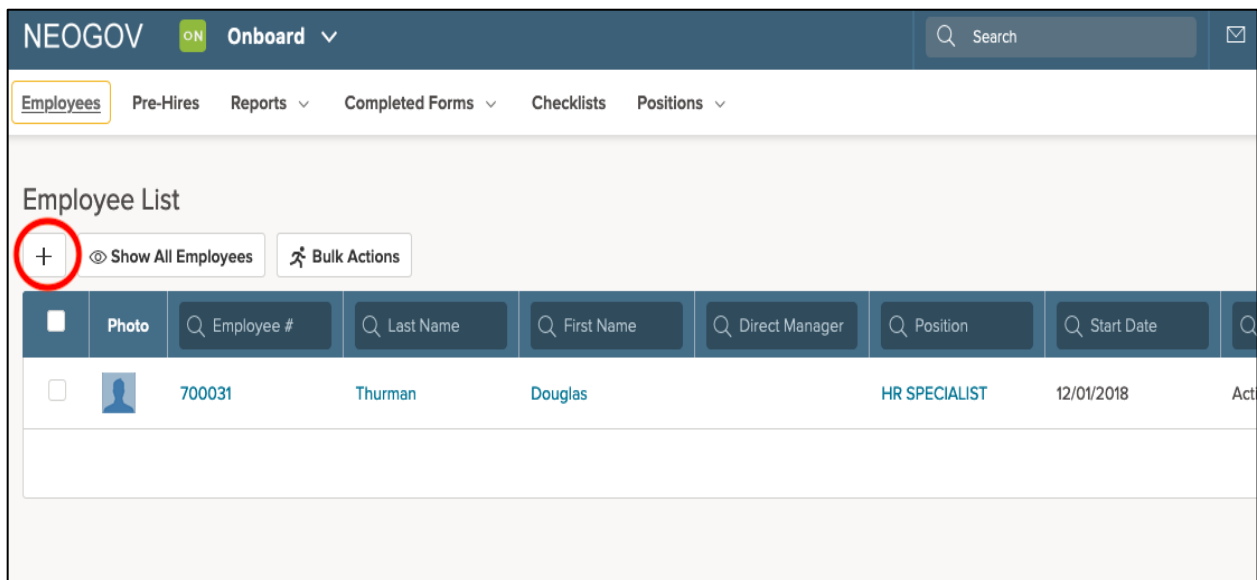 NEOGOV ON Onboard Search
Employees Pre-Hires Reports Completed Forms Checklists Positions
Employee List
+ Show All Employees Bulk Actions
Photo Employee # Last Name First Name Direct Manager Position Start Date
700031 Thurman Douglas HR SPECIALIST 12/01/2018 Acti